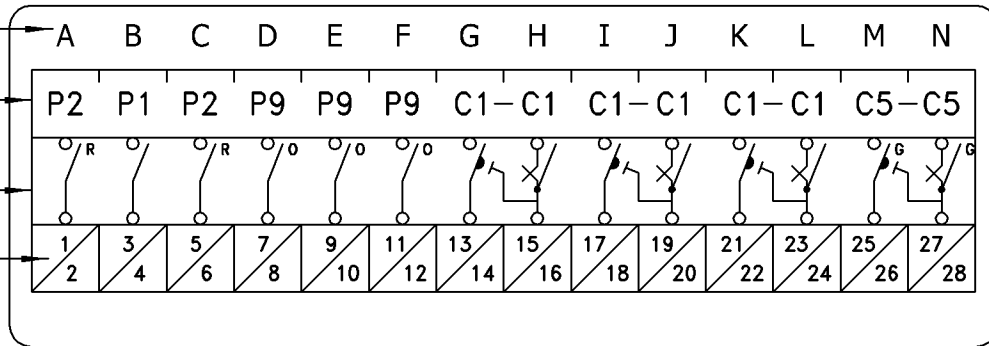 A B C D E F G H I J K L M N
P2 P1 P2 P9 P9 P9 C1-C1 C1-C1 C1-C1 C5-C5
R R O O O G G
1 3 5 7 9 11 13 15 17 19 21 23 25 27
2 4 6 8 10 12 14 16 18 20 22 24 26 28